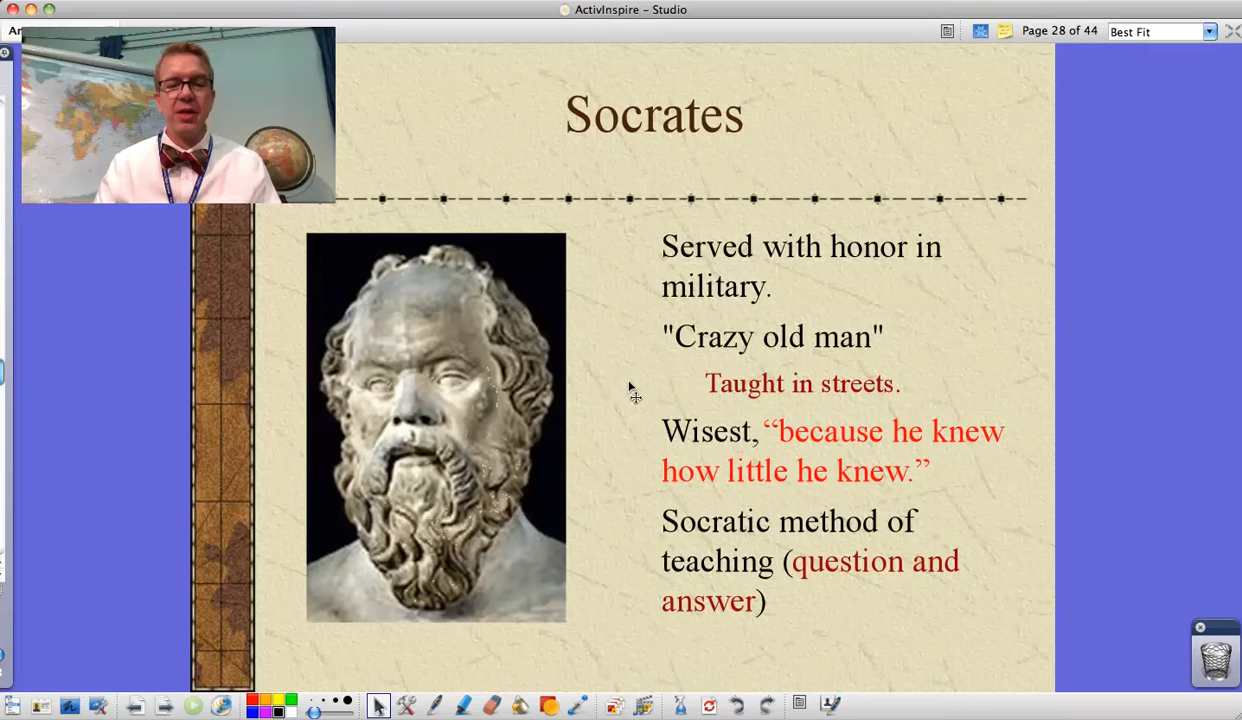 ActivInspire – Studio
Page 28 of 44
Best Fit
Socrates
Served with honor in
military.
"Crazy old man"
Taught in streets.
Wisest, “because he knew
how little he knew.”
Socratic method of
teaching (question and
answer)